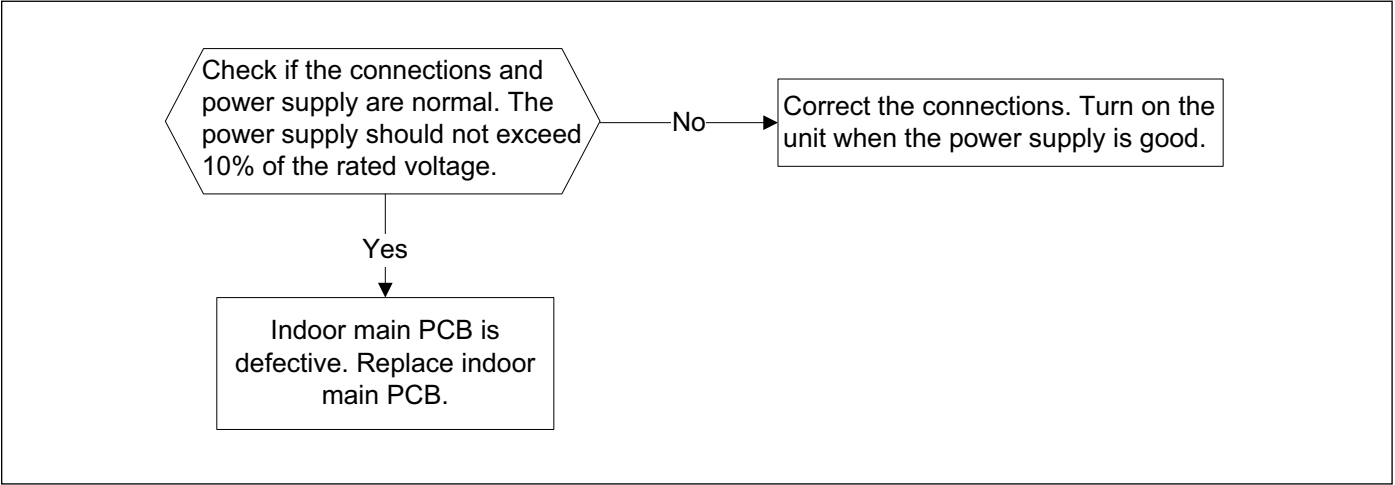 Check if the connections and
power supply are normal. The
power supply should not exceed
10% of the rated voltage.
No
Correct the connections. Turn on the
unit when the power supply is good.
Yes
Indoor main PCB is
defective. Replace indoor
main PCB.